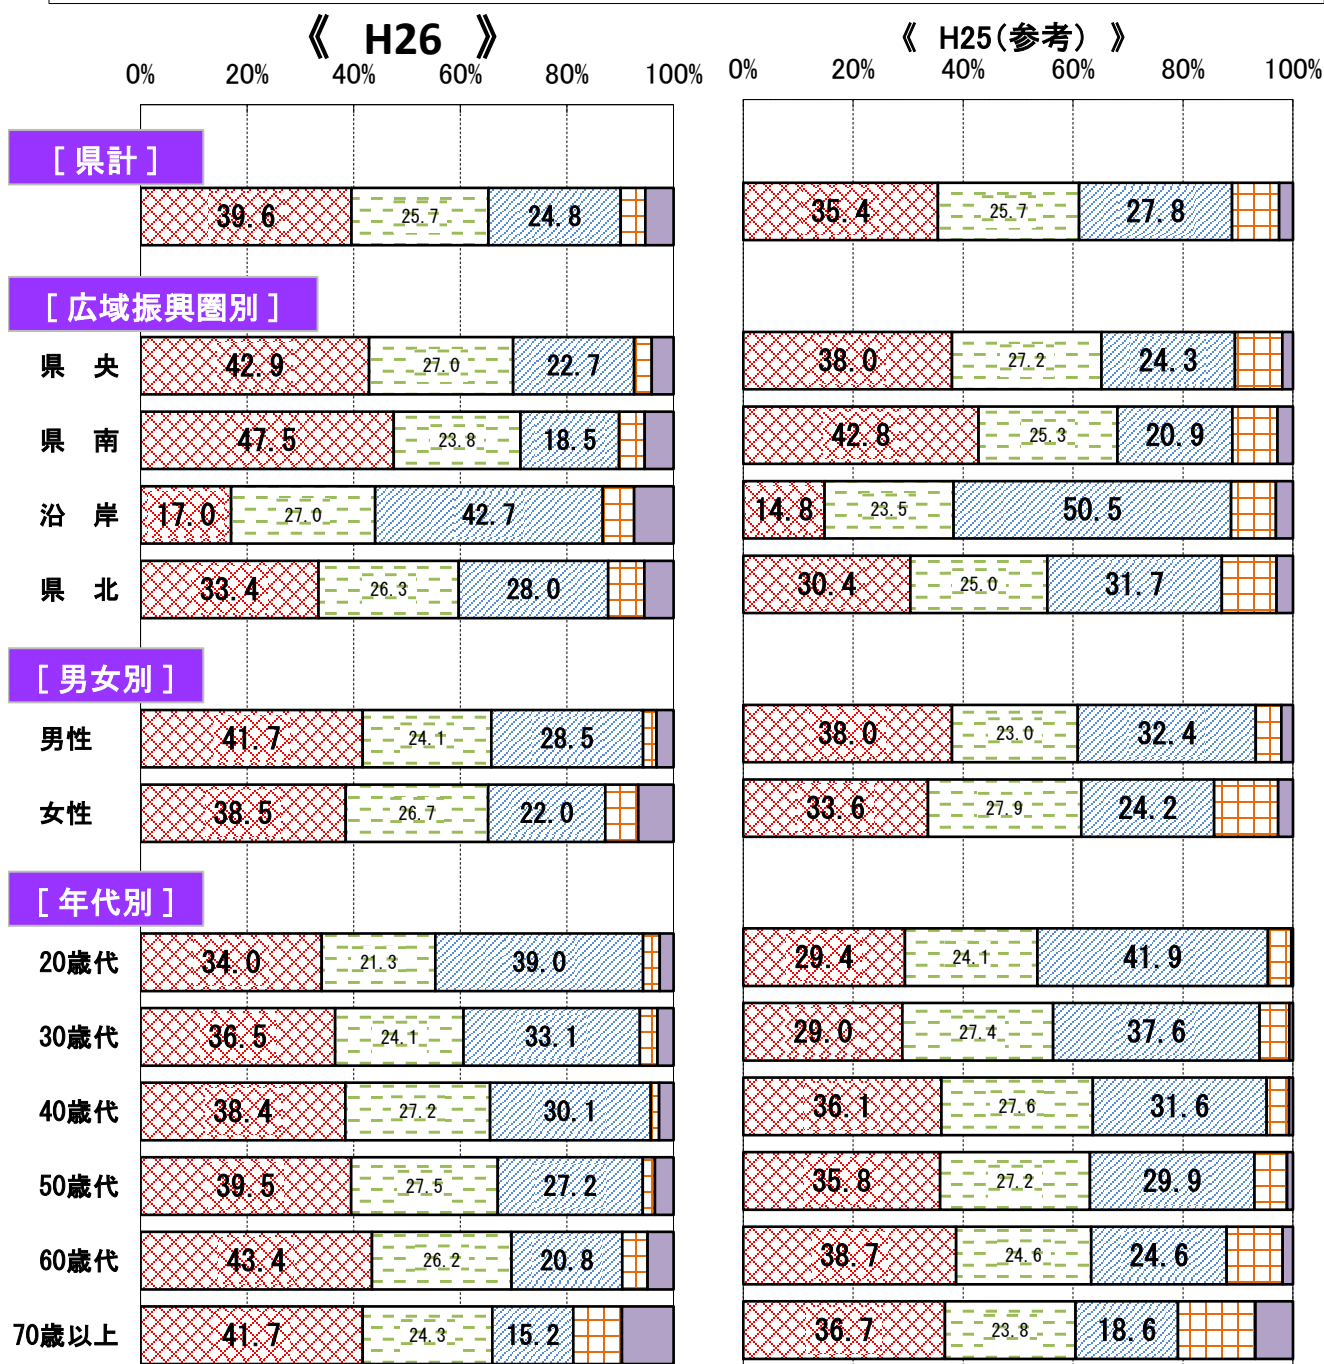 《 H26 》
《 H25(参考) 》
0% 20% 40% 60% 80% 100%
0% 20% 40% 60% 80% 100%
[ 県計 ]
39.6 25.7 24.8
35.4 25.7 27.8
[ 広域振興圏別 ]
県 央 42.9 27.0 22.7
38.0 27.2 24.3
県 南 47.5 23.8 18.5
42.8 25.3 20.9
沿 岸 17.0 27.0 42.7
14.8 23.5 50.5
県 北 33.4 26.3 28.0
30.4 25.0 31.7
[ 男女別 ]
男性 41.7 24.1 28.5
38.0 23.0 32.4
女性 38.5 26.7 22.0
33.6 27.9 24.2
[ 年代別 ]
20歳代 34.0 21.3 39.0
29.4 24.1 41.9
30歳代 36.5 24.1 33.1
29.0 27.4 37.6
40歳代 38.4 27.2 30.1
36.1 27.6 31.6
50歳代 39.5 27.5 27.2
35.8 27.2 29.9
60歳代 43.4 26.2 20.8
38.7 24.6 24.6
70歳以上 41.7 24.3 15.2
36.7 23.8 18.6